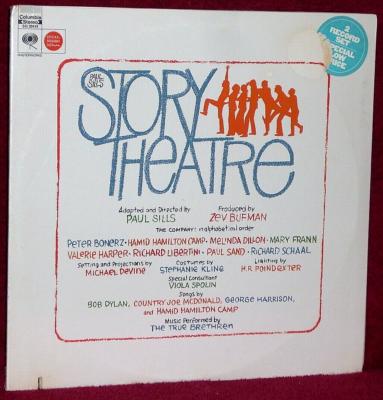 Columbia
Stereo
2 RECORD
SET
SPECIAL
LOW
PRICE
PAUL
SILLS
STORY
THEATRE
Adapted and Directed by
PAUL SILLS
Produced by
ZEV BUFMAN
THE COMPANY: in alphabetical order
PETER BONERZ · HAMID HAMILTON CAMP · MELINDA DILLON · MARY FRANN
VALERIE HARPER · RICHARD LIBERTINI · PAUL SAND · RICHARD SCHAAL
Setting and Projections by
MICHAEL DEVINE
Costumes by
STEPHANIE KLING
Lighting by
H.R. POINDEXTER
Special Consultant
VIOLA SPOLIN
Songs by
BOB DYLAN, COUNTRY JOE MCDONALD, GEORGE HARRISON,
and HAMID HAMILTON CAMP
Music Performed by
THE TRUE BRETHREN